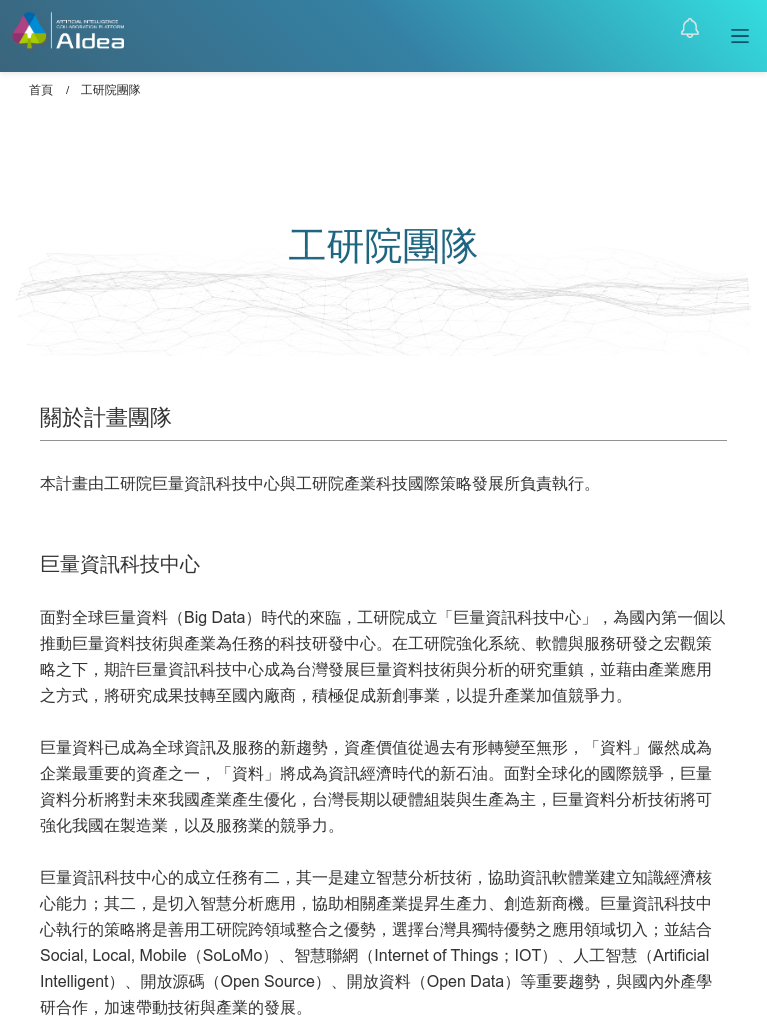 ARTIFICIAL INTELLIGENCE
COLLABORATION PLATFORM
AIdea
首頁 / 工研院團隊
工研院團隊
關於計畫團隊
本計畫由工研院巨量資訊科技中心與工研院產業科技國際策略發展所負責執行。
巨量資訊科技中心
面對全球巨量資料（Big Data）時代的來臨，工研院成立「巨量資訊科技中心」，為國內第一個以
推動巨量資料技術與產業為任務的科技研發中心。在工研院強化系統、軟體與服務研發之宏觀策
略之下，期許巨量資訊科技中心成為台灣發展巨量資料技術與分析的研究重鎮，並藉由產業應用
之方式，將研究成果技轉至國內廠商，積極促成新創事業，以提升產業加值競爭力。
巨量資料已成為全球資訊及服務的新趨勢，資產價值從過去有形轉變至無形，「資料」儼然成為
企業最重要的資產之一，「資料」將成為資訊經濟時代的新石油。面對全球化的國際競爭，巨量
資料分析將對未來我國產業產生優化，台灣長期以硬體組裝與生產為主，巨量資料分析技術將可
強化我國在製造業，以及服務業的競爭力。
巨量資訊科技中心的成立任務有二，其一是建立智慧分析技術，協助資訊軟體業建立知識經濟核
心能力；其二，是切入智慧分析應用，協助相關產業提昇生產力、創造新商機。巨量資訊科技中
心執行的策略將是善用工研院跨領域整合之優勢，選擇台灣具獨特優勢之應用領域切入；並結合
Social, Local, Mobile（SoLoMo）、智慧聯網（Internet of Things；IOT）、人工智慧（Artificial
Intelligent）、開放源碼（Open Source）、開放資料（Open Data）等重要趨勢，與國內外產學
研合作，加速帶動技術與產業的發展。